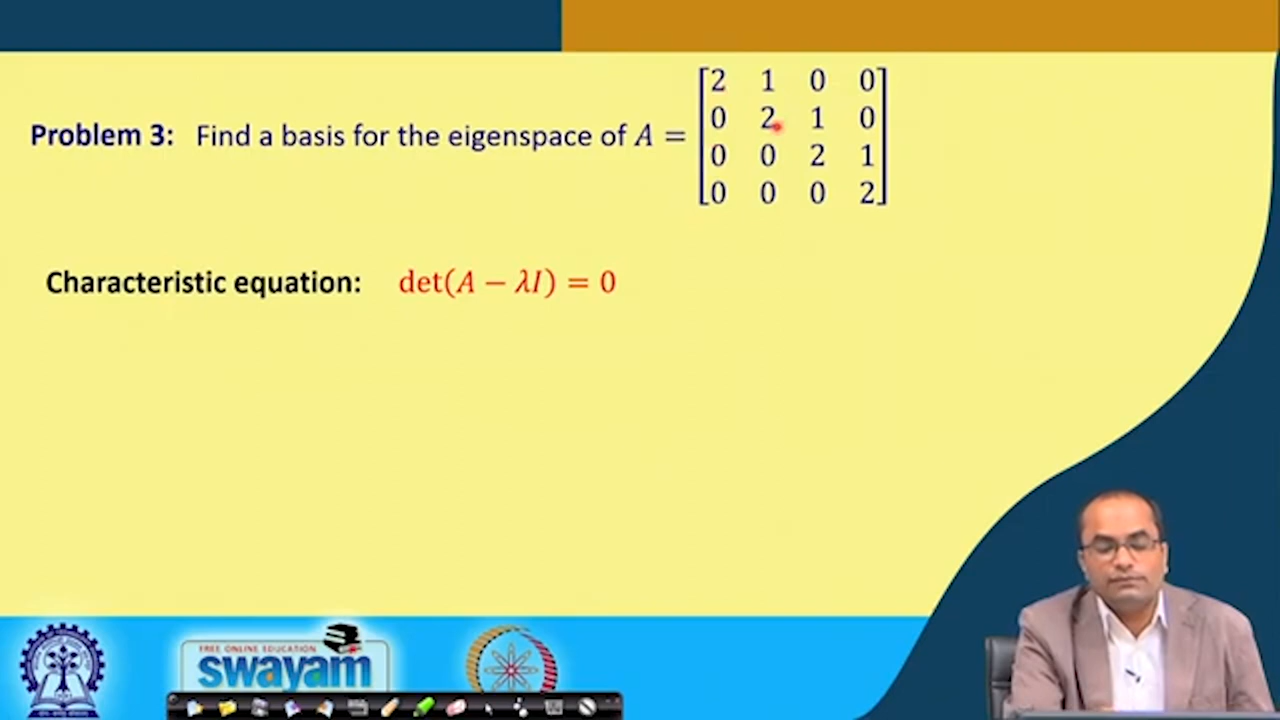 Problem 3: Find a basis for the eigenspace of A = [2 1 0 0
0 2 1 0
0 0 2 1
0 0 0 2]
Characteristic equation: det(A − λI) = 0
FREE ONLINE EDUCATION
swayam